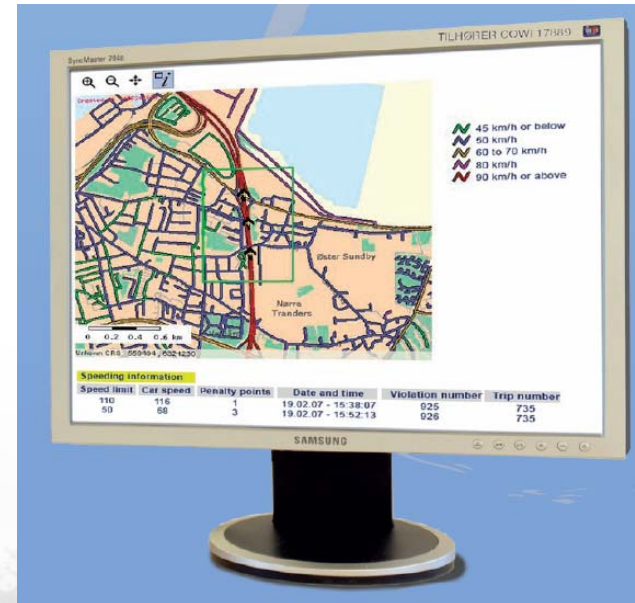 TILHØRER COWI 17889
SyncMaster 204B
45 km/h or below
50 km/h
60 to 70 km/h
80 km/h
90 km/h or above
Øster Sundby
Nørre
Tranders
0 0.2 0.4 0.6 km
Unknown CRS
Speeding information
Speed limit Car speed Penalty points Date and time Violation number Trip number
110 116 1 19.02.07 - 15:38:07 925 735
50 68 3 19.02.07 - 15:52:13 926 735
SAMSUNG